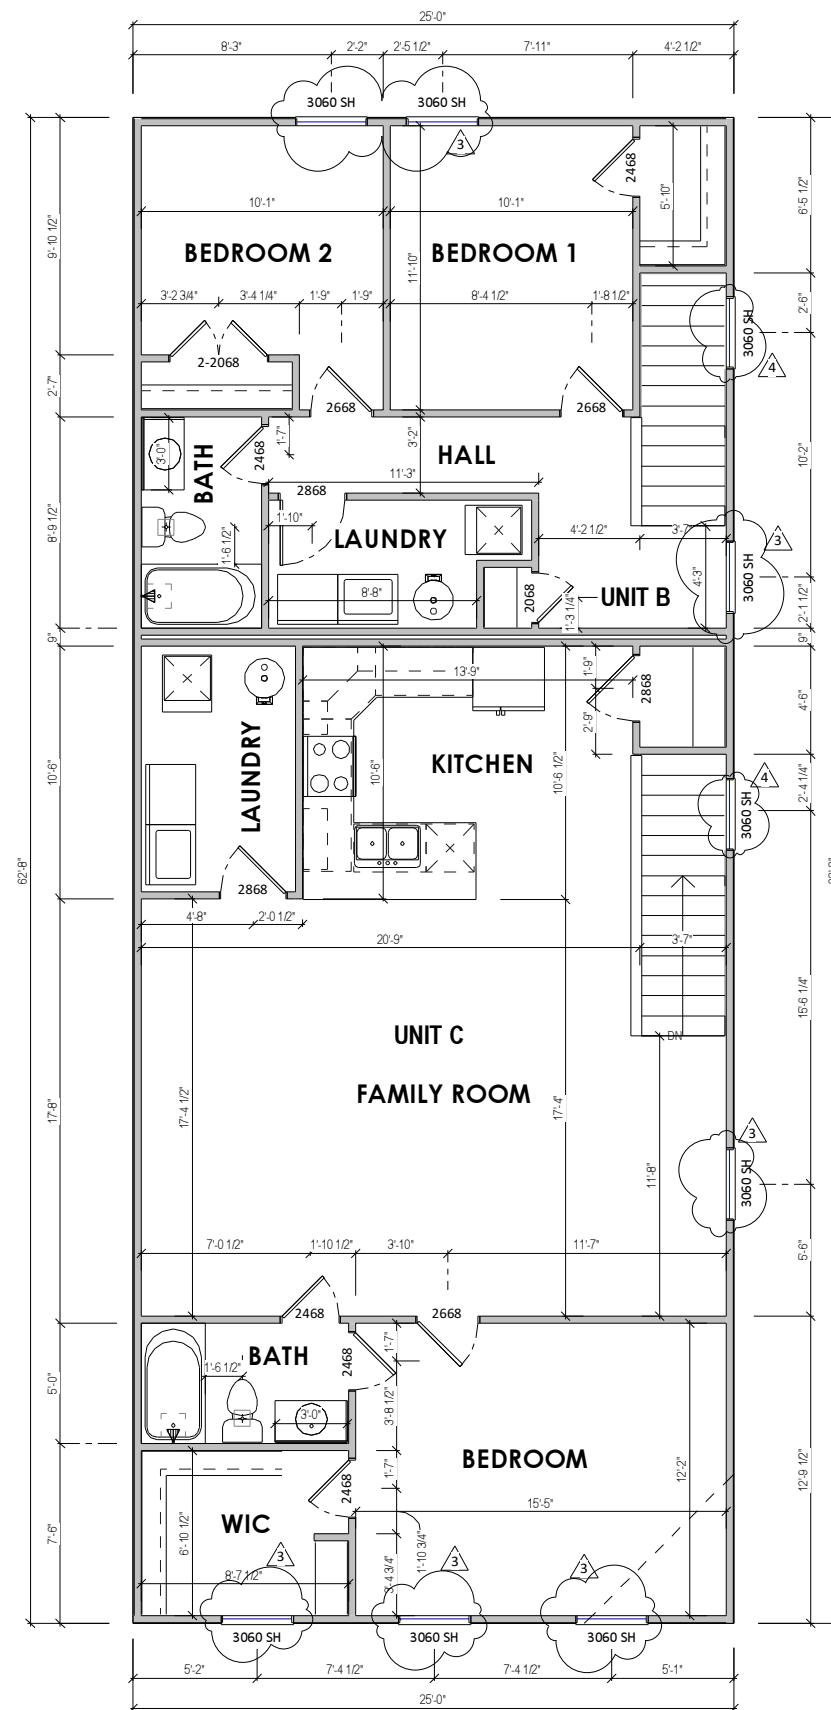 25'-0"
8'-3" 2'-2" 2'-5 1/2" 7'-11" 4'-2 1/2"
3060 SH 3060 SH
3
2468
5'-10"
6'-5 1/2"
10'-1" 10'-1"
9'-10 1/2"
BEDROOM 2 BEDROOM 1
11'-10"
3'-2 3/4" 3'-4 1/4" 1'-9" 1'-9" 8'-4 1/2" 1'-8 1/2"
2'-6"
3060 SH
4
2-2068
2'-7"
2668 2668
3'-0"
BATH
2468
1'-7"
3'-2"
HALL
10'-2"
11'-3"
2868
1'-10"
8'-9 1/2"
1'-6 1/2"
LAUNDRY
4'-2 1/2" 3'-7"
3
3060 SH
4'-3"
8'-8"
2068
1'-3 1/4"
UNIT B
2'-1 1/2"
9" 9"
13'-9"
1'-9"
2868
4'-6"
2'-9"
LAUNDRY
KITCHEN
10'-6"
10'-6"
10'-6 1/2"
4
3060 SH
2'-4 1/4"
62'-8"
2868
4'-8" 2'-0 1/2"
20'-9" 3'-7"
15'-6 1/4"
UNIT C
DN
FAMILY ROOM
17'-8"
17'-4 1/2"
17'-4"
3
3060 SH
11'-8"
7'-0 1/2" 1'-10 1/2" 3'-10" 11'-7"
5'-6"
2468 2668
BATH
2468
1'-7"
1'-6 1/2"
5'-0"
3'-0"
3'-8 1/2"
BEDROOM
12'-2"
12'-9 1/2"
1'-7"
2468
15'-5"
WIC
6'-10 1/2"
7'-6"
1'-10 3/4"
3'-4 3/4"
3 3 3
8'-7 1/2"
3060 SH 3060 SH 3060 SH
5'-2" 7'-4 1/2" 7'-4 1/2" 5'-1"
25'-0"